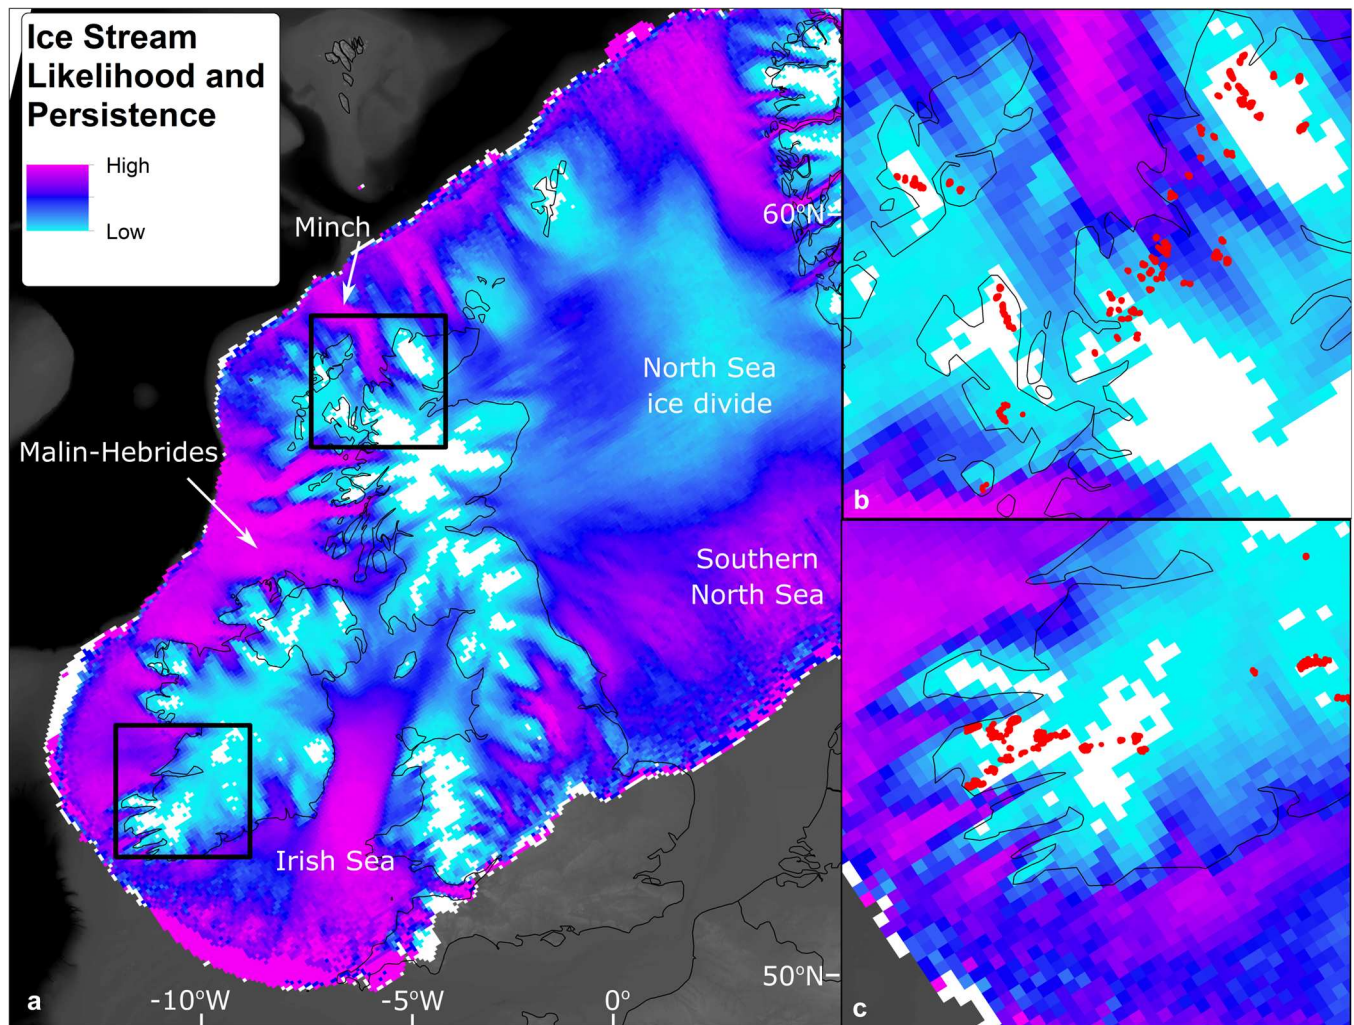 Ice Stream
Likelihood and
Persistence
High
Low
Minch
60°N
North Sea
ice divide
Malin-Hebrides
Southern
North Sea
Irish Sea
50°N
-10°W
-5°W
0°
a
b
c